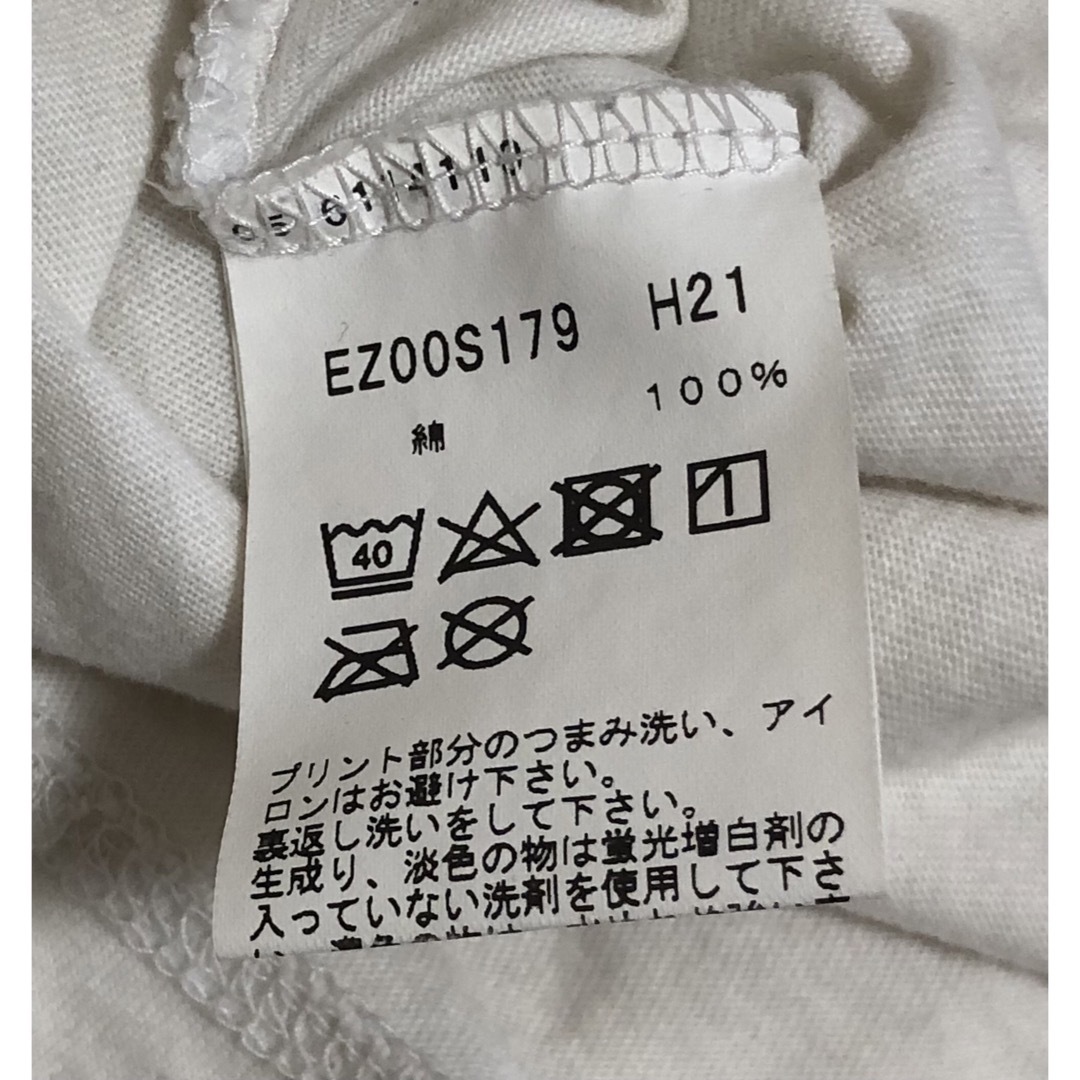 EZ00S179 H21
綿 100%
40
プリント部分のつまみ洗い、アイ
ロンはお避け下さい。
裏返し洗いをして下さい。
生成り、淡色の物は蛍光増白剤の
入っていない洗剤を使用して下さ